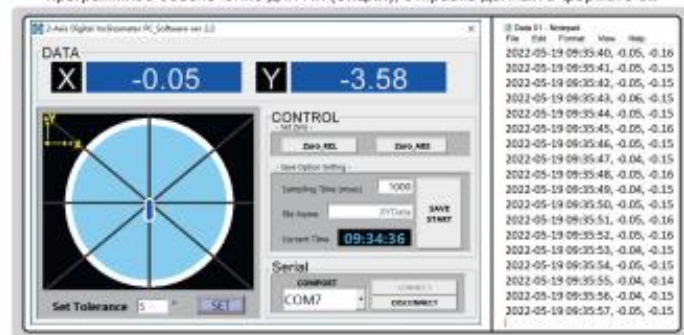 2-Axis Digital Inclinometer PC_Software ver 2.2
DATA
X -0.05 Y -3.58
+Y
+X
Set Tolerance 5 ° SET
CONTROL
- Set Zero -
Zero_REL Zero_ABS
- Save Option Setting -
Sampling Time (msec) 1000
File Name XYData
Current Time 09:34:36
SAVE
START
Serial
COMPORT
COM7
CONNECT
DISCONNECT
Data 01 - Notepad
File Edit Format View Help
2022-05-19 09:35:40, -0.05, -0.16
2022-05-19 09:35:41, -0.05, -0.15
2022-05-19 09:35:42, -0.05, -0.15
2022-05-19 09:35:43, -0.06, -0.15
2022-05-19 09:35:44, -0.05, -0.15
2022-05-19 09:35:45, -0.05, -0.16
2022-05-19 09:35:46, -0.05, -0.15
2022-05-19 09:35:47, -0.04, -0.15
2022-05-19 09:35:48, -0.05, -0.16
2022-05-19 09:35:49, -0.04, -0.15
2022-05-19 09:35:50, -0.05, -0.15
2022-05-19 09:35:51, -0.05, -0.16
2022-05-19 09:35:52, -0.05, -0.16
2022-05-19 09:35:53, -0.04, -0.15
2022-05-19 09:35:54, -0.05, -0.15
2022-05-19 09:35:55, -0.04, -0.14
2022-05-19 09:35:56, -0.04, -0.15
2022-05-19 09:35:57, -0.05, -0.15